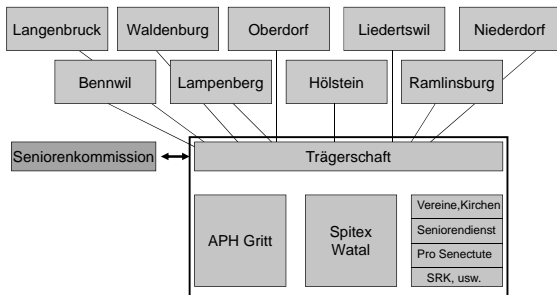 Langenbruck
Waldenburg
Oberdorf
Liedertswil
Niederdorf
Bennwil
Lampenberg
Hölstein
Ramlinsburg
Seniorenkommission
Trägerschaft
APH Gritt
Spitex
Watal
Vereine,Kirchen
Seniorendienst
Pro Senectute
SRK, usw.